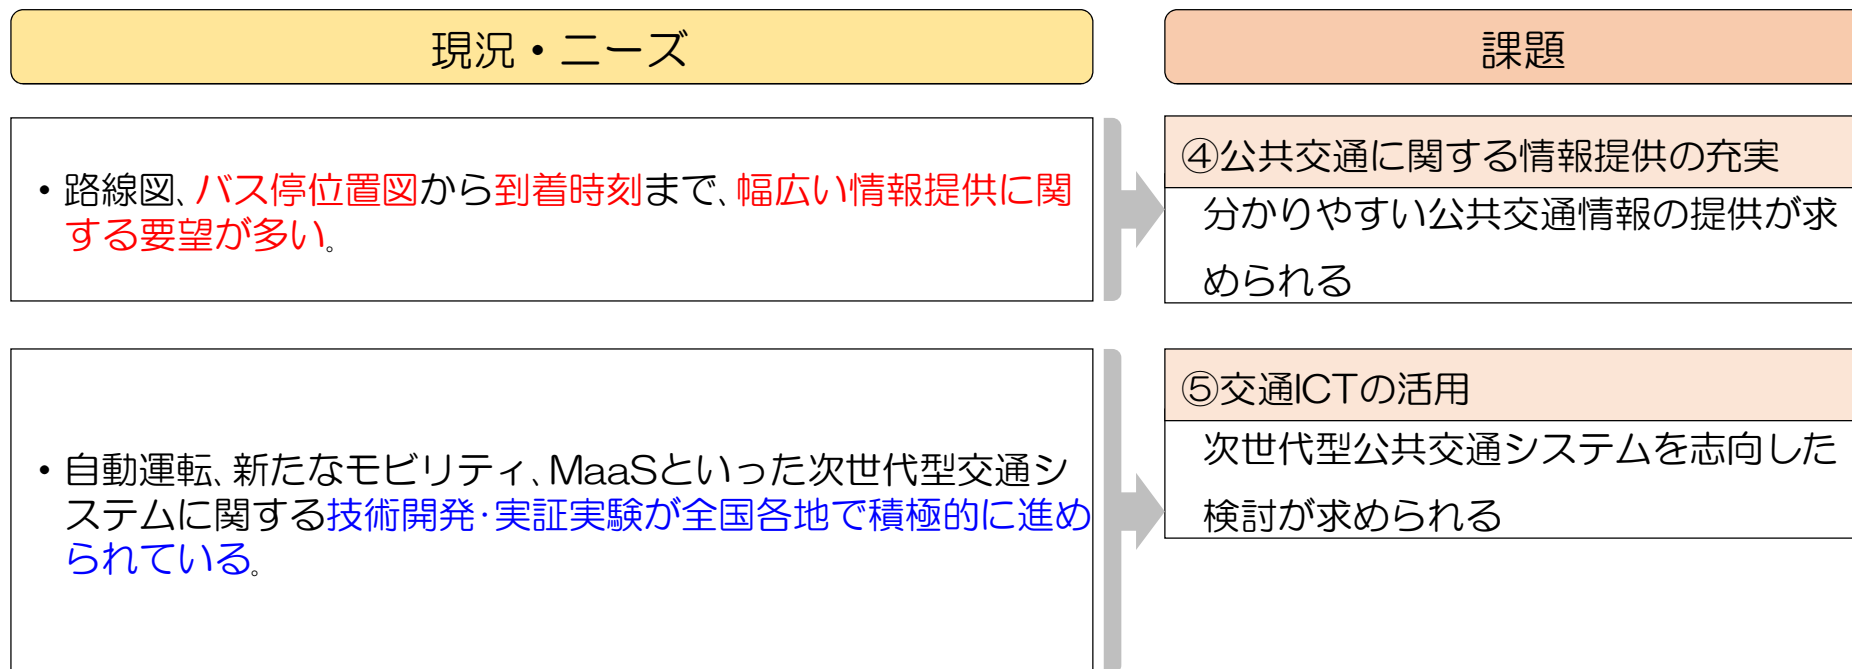 現況・ニーズ
課題
・路線図、バス停位置図から到着時刻まで、幅広い情報提供に関
する要望が多い。
④公共交通に関する情報提供の充実
分かりやすい公共交通情報の提供が求
められる
・自動運転、新たなモビリティ、MaaSといった次世代型交通シ
ステムに関する技術開発･実証実験が全国各地で積極的に進め
られている。
⑤交通ICTの活用
次世代型公共交通システムを志向した
検討が求められる